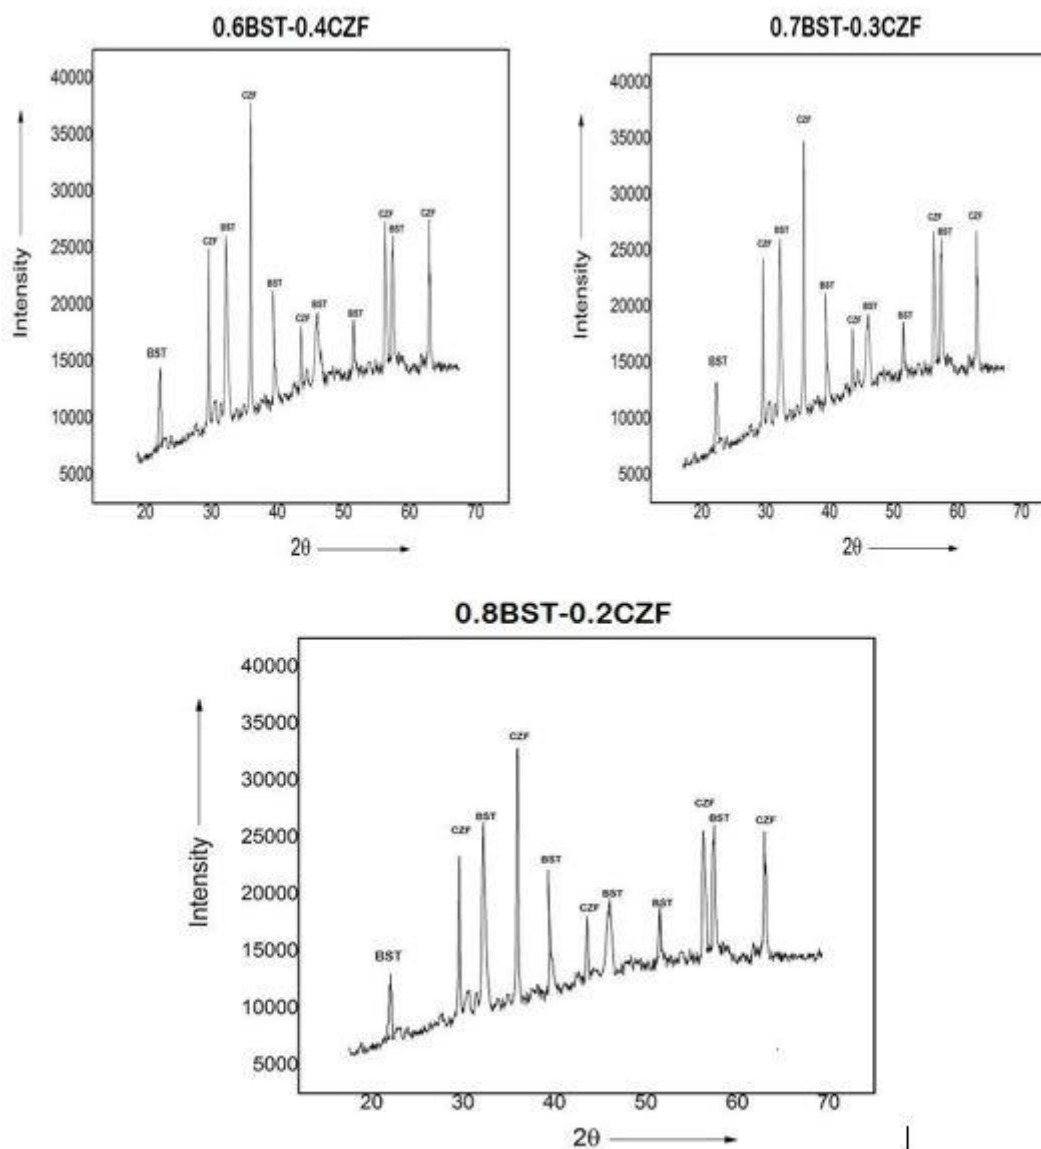 0.6BST-0.4CZF
40000
35000
30000
25000
20000
15000
10000
5000
Intensity
BST
CZF
BST
CZF
BST
CZF
BST
BST
CZF
BST
CZF
20 30 40 50 60 70
2θ
0.7BST-0.3CZF
40000
35000
30000
25000
20000
15000
10000
5000
Intensity
BST
CZF
BST
CZF
BST
CZF
BST
BST
CZF
BST
CZF
20 30 40 50 60 70
2θ
0.8BST-0.2CZF
40000
35000
30000
25000
20000
15000
10000
5000
Intensity
BST
CZF
BST
CZF
BST
CZF
BST
BST
CZF
BST
CZF
20 30 40 50 60 70
2θ